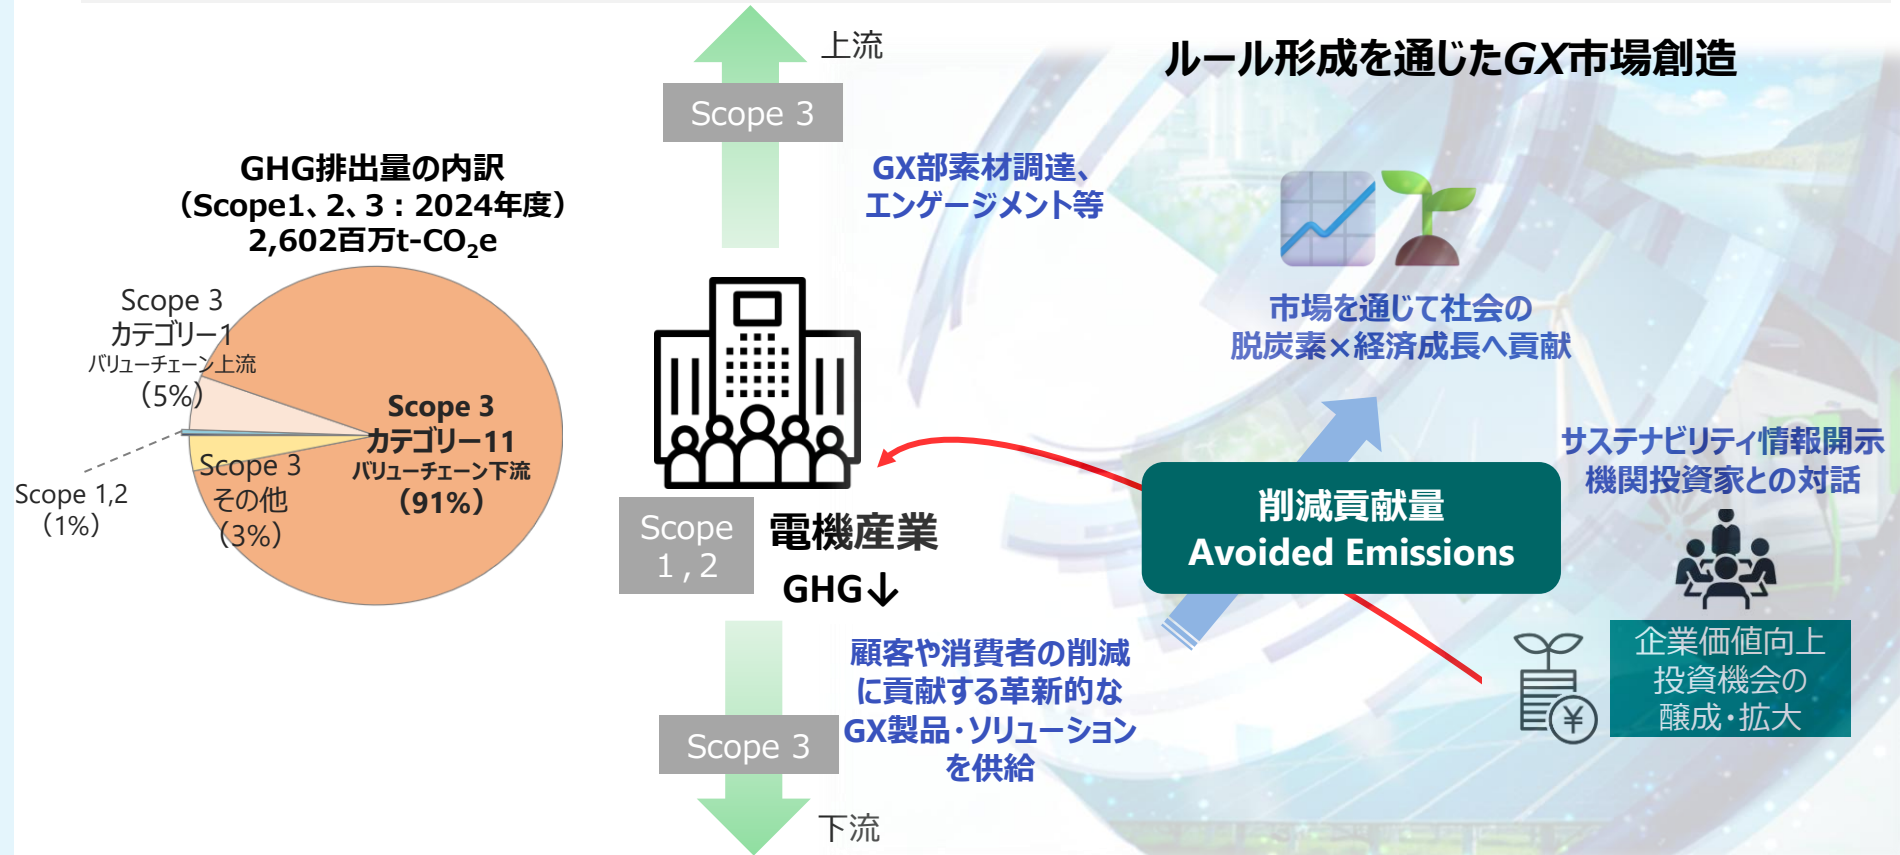 ルール形成を通じたGX市場創造
GHG排出量の内訳
（Scope1、2、3：2024年度）
2,602百万t-CO₂e
Scope 3
カテゴリー1
バリューチェーン上流
（5%）
Scope 3
カテゴリー11
バリューチェーン下流
（91%）
Scope 1,2
（1%）
Scope 3
その他
（3%）
上流
Scope 3
GX部素材調達、
エンゲージメント等
Scope
1 , 2
電機産業
GHG↓
顧客や消費者の削減
に貢献する革新的な
GX製品・ソリューション
を供給
Scope 3
下流
市場を通じて社会の
脱炭素×経済成長へ貢献
削減貢献量
Avoided Emissions
サステナビリティ情報開示
機関投資家との対話
¥
企業価値向上
投資機会の
醸成・拡大